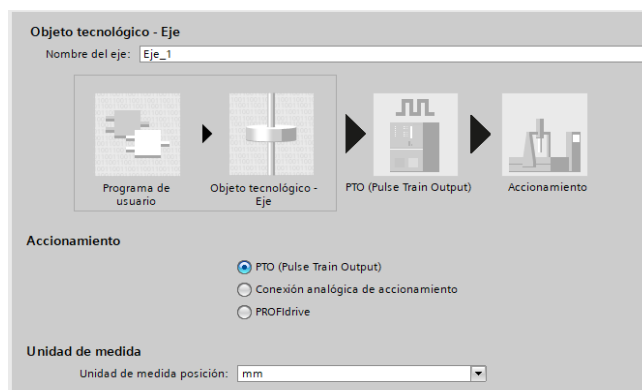 Objeto tecnológico - Eje
Nombre del eje: Eje_1
Programa de usuario
Objeto tecnológico - Eje
PTO (Pulse Train Output)
Accionamiento
Accionamiento
PTO (Pulse Train Output)
Conexión analógica de accionamiento
PROFIdrive
Unidad de medida
Unidad de medida posición: mm